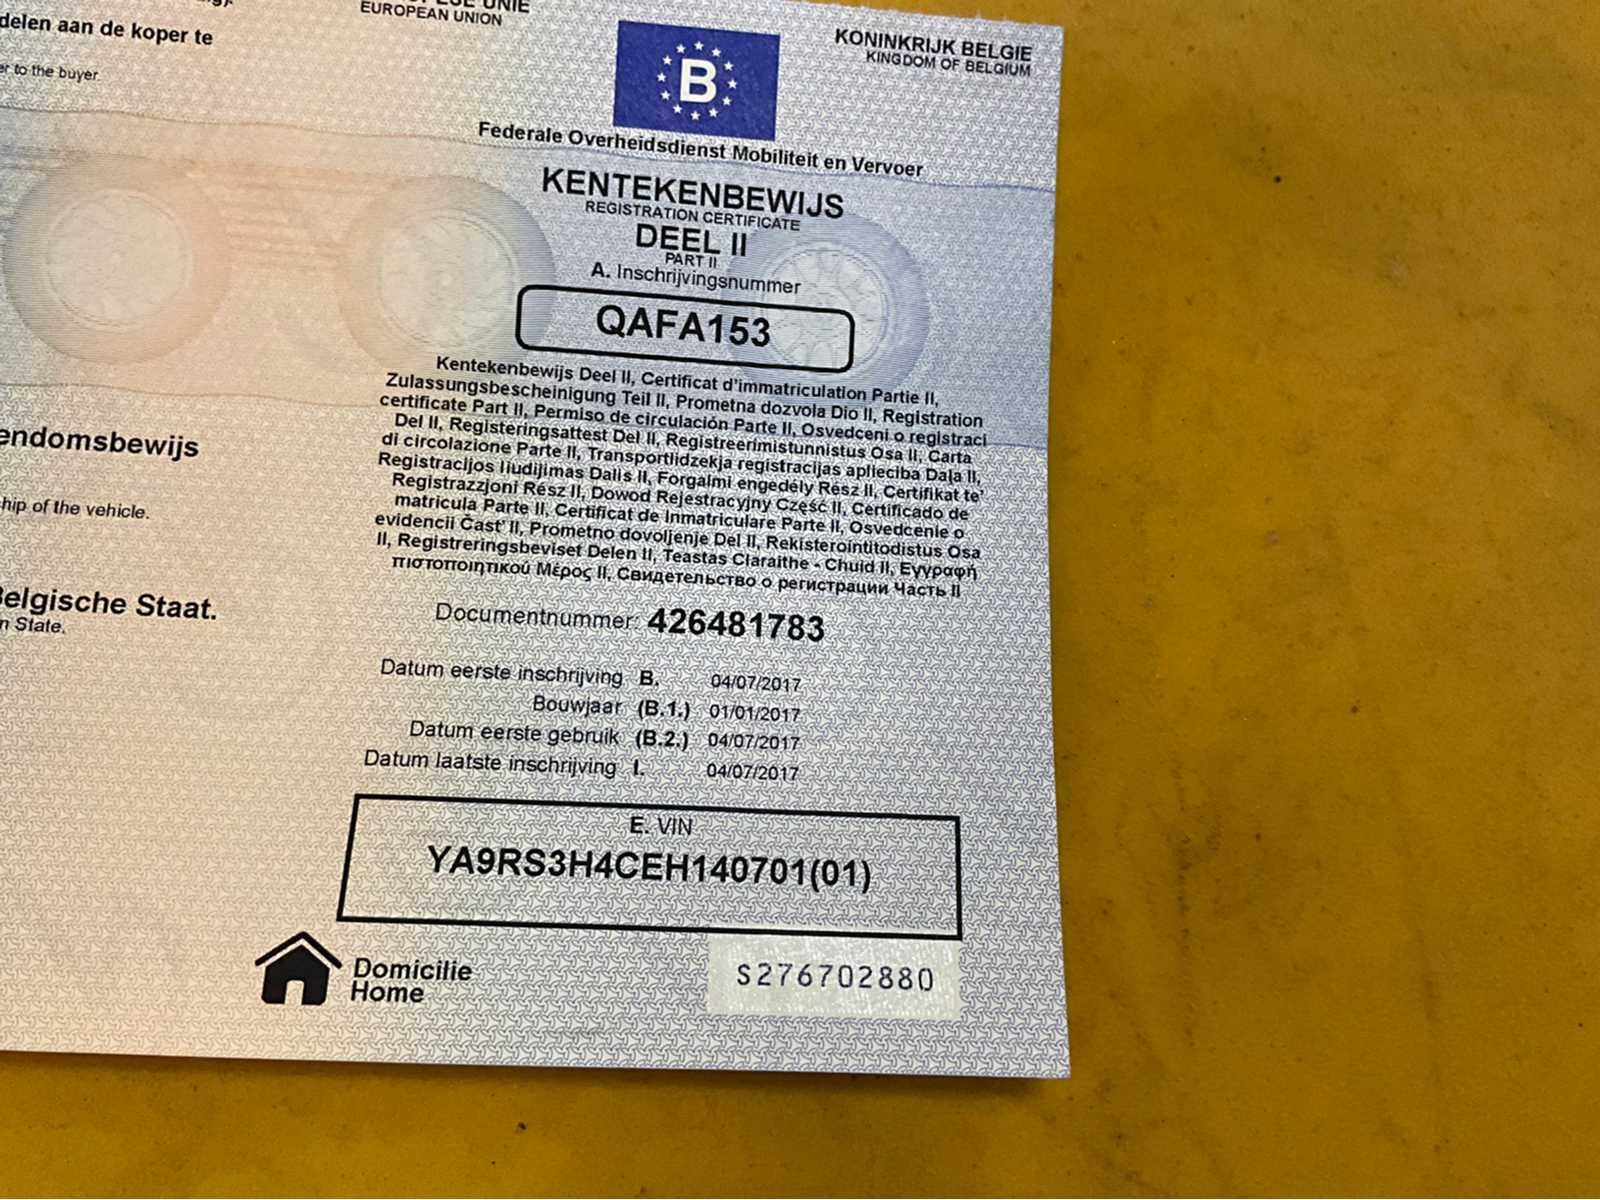 delen aan de koper te
er to the buyer.
endomsbewijs
hip of the vehicle.
Belgische Staat.
n State.
UNIE
EUROPEAN UNION
B
KONINKRIJK BELGIE
KINGDOM OF BELGIUM
Federale Overheidsdienst Mobiliteit en Vervoer
KENTEKENBEWIJS
REGISTRATION CERTIFICATE
DEEL II
PART II
A. Inschrijvingsnummer
QAFA153
Kentekenbewijs Deel II, Certificat d'immatriculation Partie II,
Zulassungsbescheinigung Teil II, Prometna dozvola Dio II, Registration
certificate Part II, Permiso de circulación Parte II, Osvedceni o registraci
Del II, Registeringsattest Del II, Registreerimistunnistus Osa II, Carta
di circolazione Parte II, Transportlidzekja registracijas aplieciba Daļa II,
Registracijos liudijimas Dalis II, Forgalmi engedély Rész II, Certifikat te'
Registrazzjoni Rész II, Dowod Rejestracyjny Część II, Certificado de
matricula Parte II, Certificat de Inmatriculare Parte II, Osvedcenie o
evidencii Čast' II, Prometno dovoljenje Del II, Rekisterointitodistus Osa
II, Registreringsbeviset Delen II, Teastas Claraithe - Chuid II, Εγγραφή
πιστοποιητικού Μέρος II, Свидетельство о регистрации Часть II
Documentnummer: 426481783
Datum eerste inschrijving B. 04/07/2017
Bouwjaar (B.1.) 01/01/2017
Datum eerste gebruik (B.2.) 04/07/2017
Datum laatste inschrijving I. 04/07/2017
E. VIN
YA9RS3H4CEH140701(01)
Domicilie
Home
S276702880